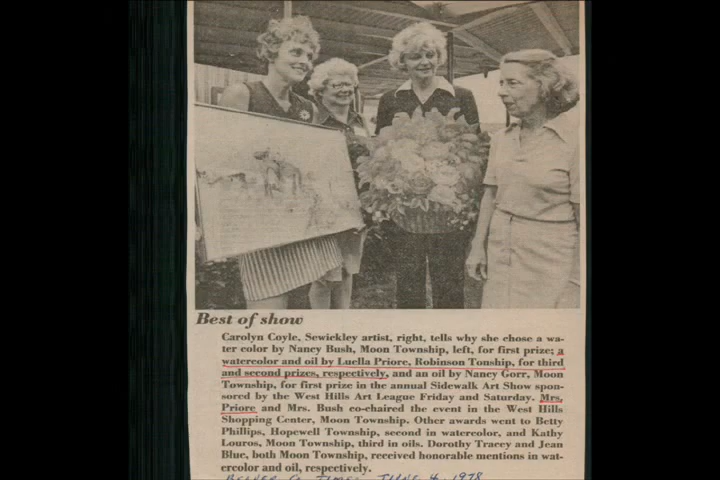 Best of show
Carolyn Coyle, Sewickley artist, right, tells why she chose a wa-
ter color by Nancy Bush, Moon Township, left, for first prize; a
watercolor and oil by Luella Priore, Robinson Tonship, for third
and second prizes, respectively, and an oil by Nancy Gorr, Moon
Township, for first prize in the annual Sidewalk Art Show spon-
sored by the West Hills Art League Friday and Saturday. Mrs.
Priore and Mrs. Bush co-chaired the event in the West Hills
Shopping Center, Moon Township. Other awards went to Betty
Phillips, Hopewell Township, second in watercolor, and Kathy
Louros, Moon Township, third in oils. Dorothy Tracey and Jean
Blue, both Moon Township, received honorable mentions in wat-
ercolor and oil, respectively.
BEAVER CO TIMES JUNE 4, 1978